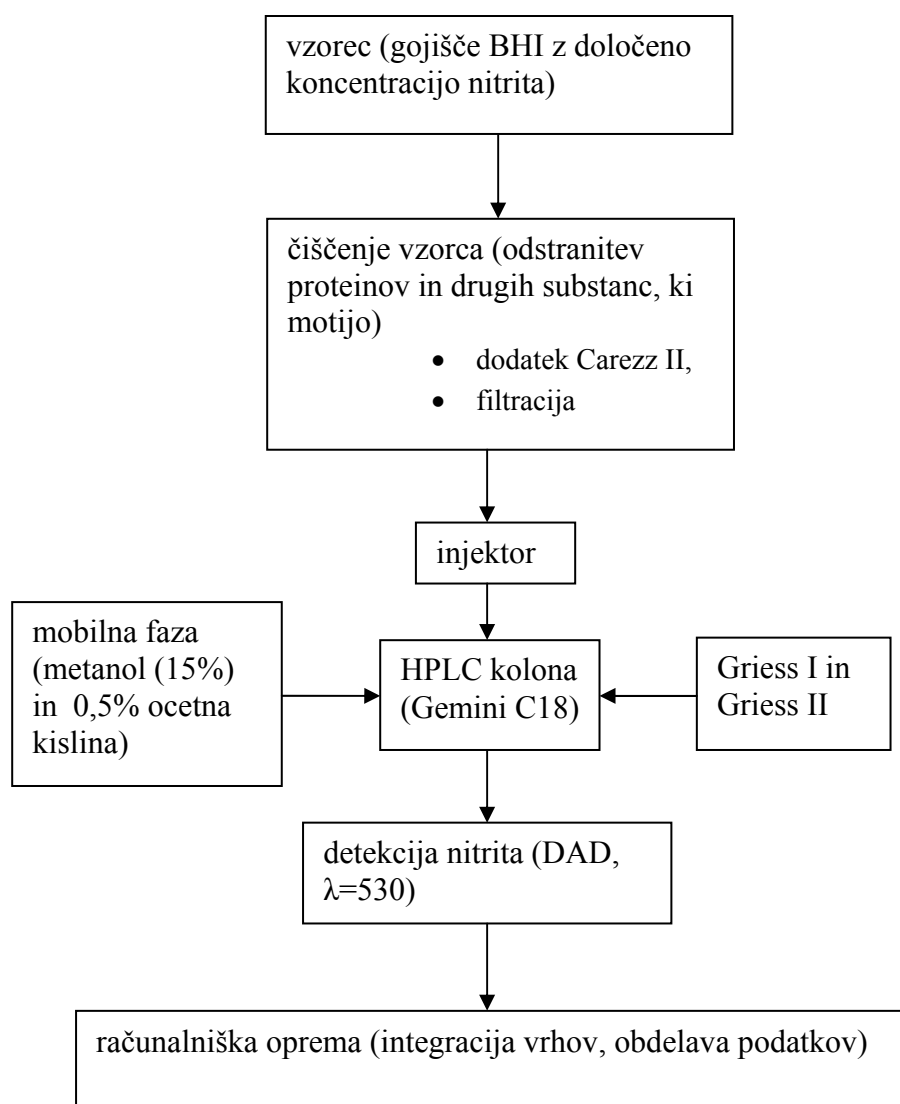 vzorec (gojišče BHI z določeno
koncentracijo nitrita)
čiščenje vzorca (odstranitev
proteinov in drugih substanc, ki
motijo)
• dodatek Carezz II,
• filtracija
injektor
mobilna faza
(metanol (15%)
in 0,5% ocetna
kislina)
HPLC kolona
(Gemini C18)
Griess I in
Griess II
detekcija nitrita (DAD,
λ=530)
računalniška oprema (integracija vrhov, obdelava podatkov)